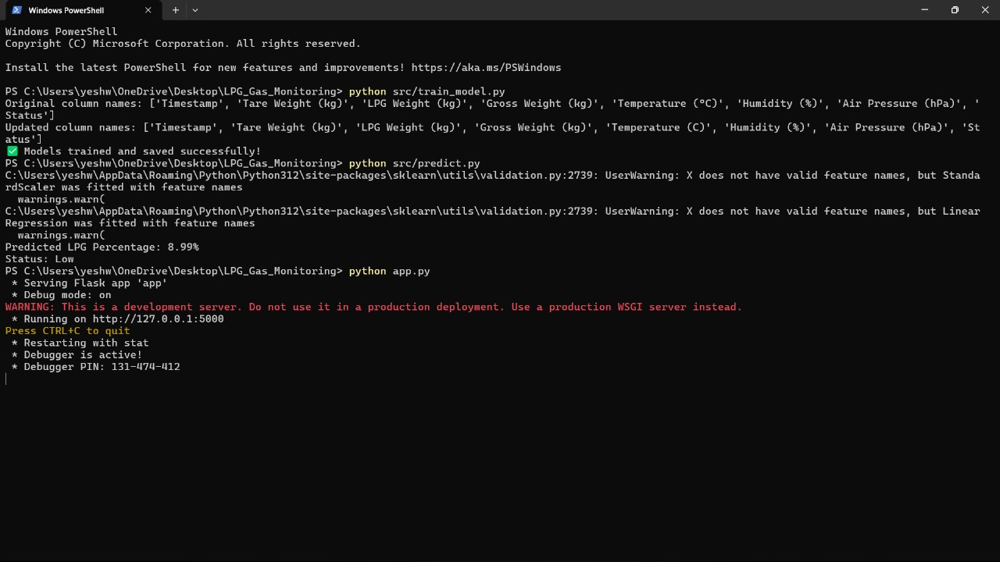 Windows PowerShell
Windows PowerShell
Copyright (C) Microsoft Corporation. All rights reserved.
Install the latest PowerShell for new features and improvements! https://aka.ms/PSWindows
PS C:\Users\yeshw\OneDrive\Desktop\LPG_Gas_Monitoring> python src/train_model.py
Original column names: ['Timestamp', 'Tare Weight (kg)', 'LPG Weight (kg)', 'Gross Weight (kg)', 'Temperature (°C)', 'Humidity (%)', 'Air Pressure (hPa)', '
Status']
Updated column names: ['Timestamp', 'Tare Weight (kg)', 'LPG Weight (kg)', 'Gross Weight (kg)', 'Temperature (C)', 'Humidity (%)', 'Air Pressure (hPa)', 'St
atus']
✅ Models trained and saved successfully!
PS C:\Users\yeshw\OneDrive\Desktop\LPG_Gas_Monitoring> python src/predict.py
C:\Users\yeshw\AppData\Roaming\Python\Python312\site-packages\sklearn\utils\validation.py:2739: UserWarning: X does not have valid feature names, but Standa
rdScaler was fitted with feature names
  warnings.warn(
C:\Users\yeshw\AppData\Roaming\Python\Python312\site-packages\sklearn\utils\validation.py:2739: UserWarning: X does not have valid feature names, but Linear
Regression was fitted with feature names
  warnings.warn(
Predicted LPG Percentage: 8.99%
Status: Low
PS C:\Users\yeshw\OneDrive\Desktop\LPG_Gas_Monitoring> python app.py
 * Serving Flask app 'app'
 * Debug mode: on
WARNING: This is a development server. Do not use it in a production deployment. Use a production WSGI server instead.
 * Running on http://127.0.0.1:5000
Press CTRL+C to quit
 * Restarting with stat
 * Debugger is active!
 * Debugger PIN: 131-474-412